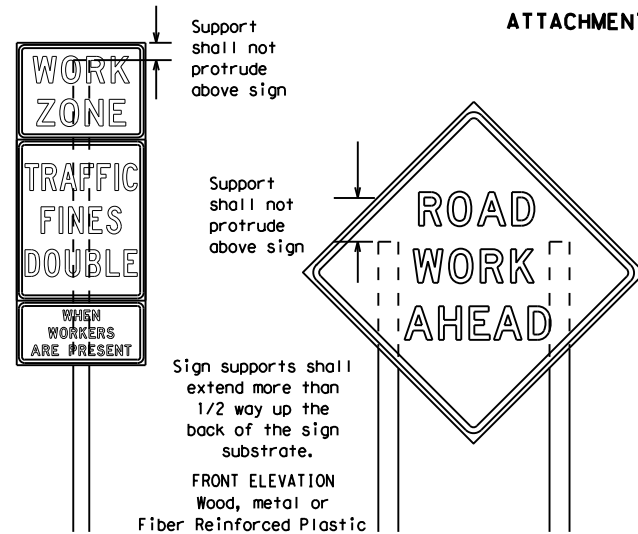 ATTACHMENT
Support
shall not
protrude
above sign
WORK
ZONE
TRAFFIC
FINES
DOUBLE
WHEN
WORKERS
ARE PRESENT
Support
shall not
protrude
above sign
ROAD
WORK
AHEAD
Sign supports shall
extend more than
1/2 way up the
back of the sign
substrate.
FRONT ELEVATION
Wood, metal or
Fiber Reinforced Plastic